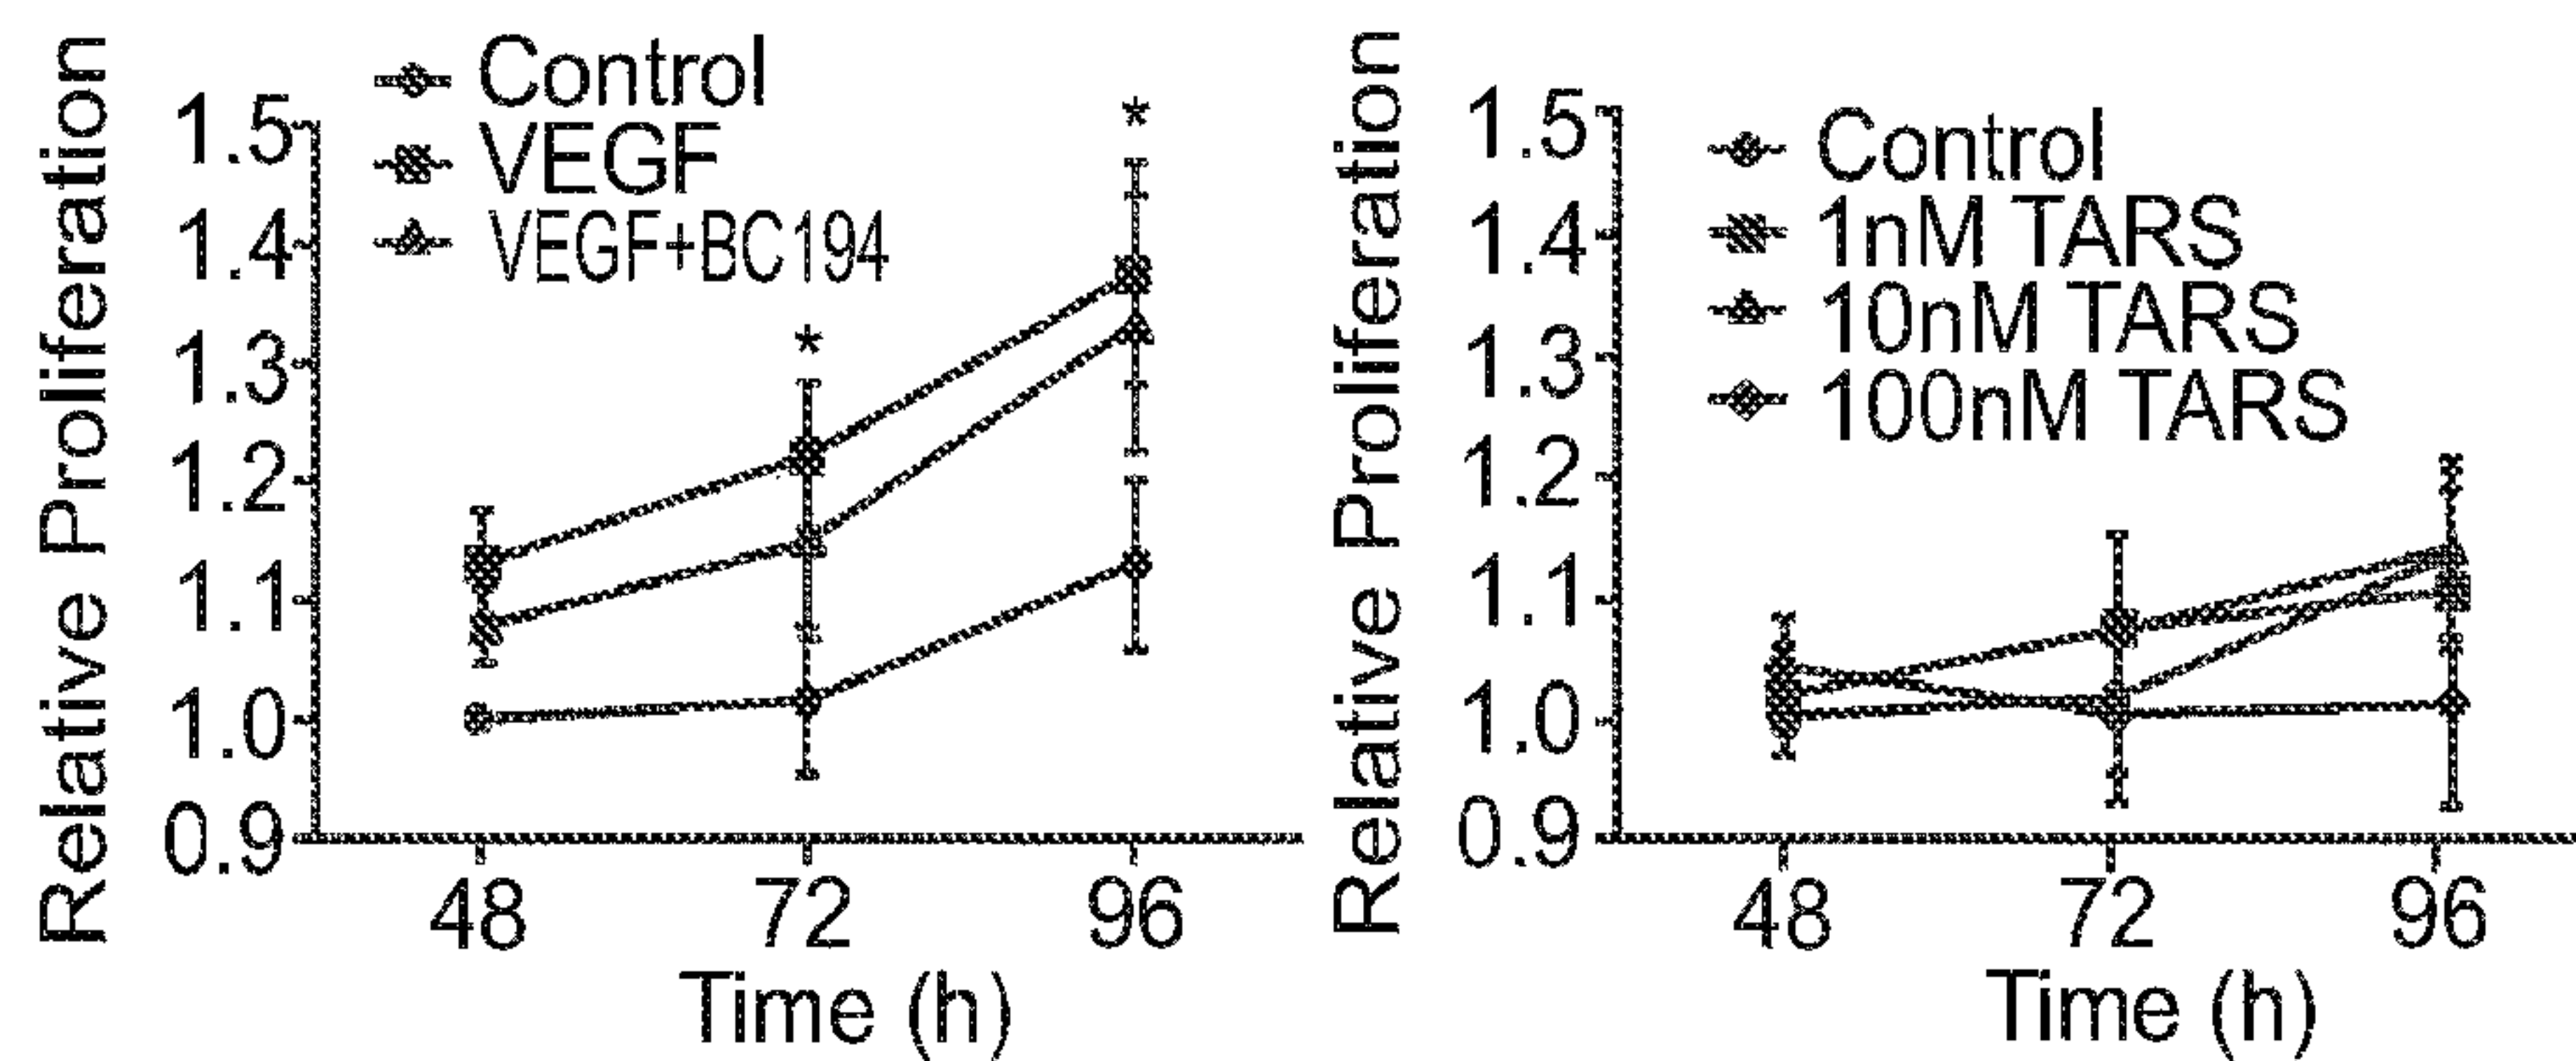 Relative Proliferation
Control
VEGF
VEGF+BC194
1.5
1.4
1.3
1.2
1.1
1.0
0.9
*
*
48 72 96
Time (h)
Relative Proliferation
Control
1nM TARS
10nM TARS
100nM TARS
1.5
1.4
1.3
1.2
1.1
1.0
0.9
48 72 96
Time (h)